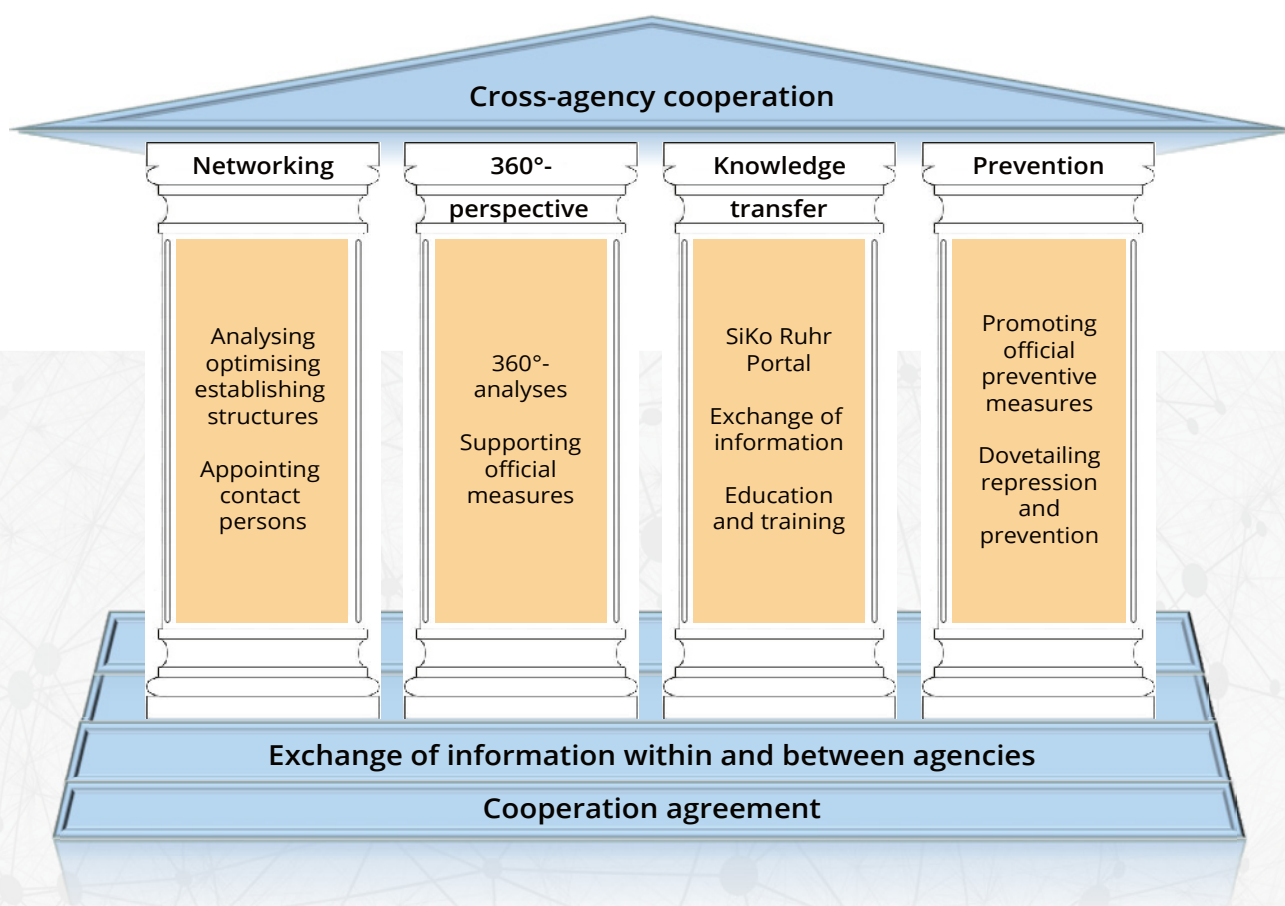 Cross-agency cooperation
Networking
Analysing
optimising
establishing
structures
Appointing
contact
persons
360°-
perspective
360°-
analyses
Supporting
official
measures
Knowledge
transfer
SiKo Ruhr
Portal
Exchange of
information
Education
and training
Prevention
Promoting
official
preventive
measures
Dovetailing
repression
and
prevention
Exchange of information within and between agencies
Cooperation agreement